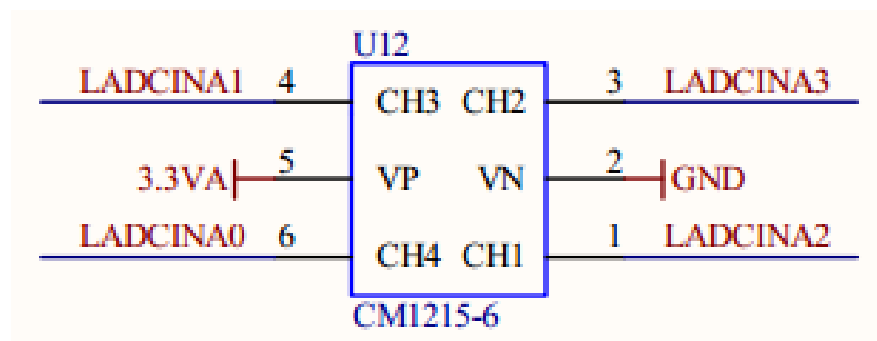 U12
LADCINA1 4 CH3 CH2 3 LADCINA3
3.3VA 5 VP VN 2 GND
LADCINA0 6 CH4 CH1 1 LADCINA2
CM1215-6